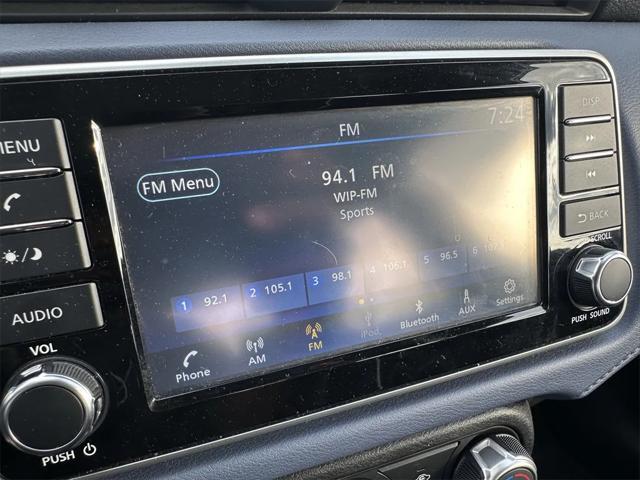 FM
7:24
DISP
MENU
FM Menu
94.1 FM
WIP-FM
Sports
BACK
SCROLL
1 92.1
2 105.1
3 98.1
4 106.1
5 96.5
6
AUDIO
Phone
AM
FM
iPod
Bluetooth
AUX
Settings
PUSH SOUND
VOL
PUSH